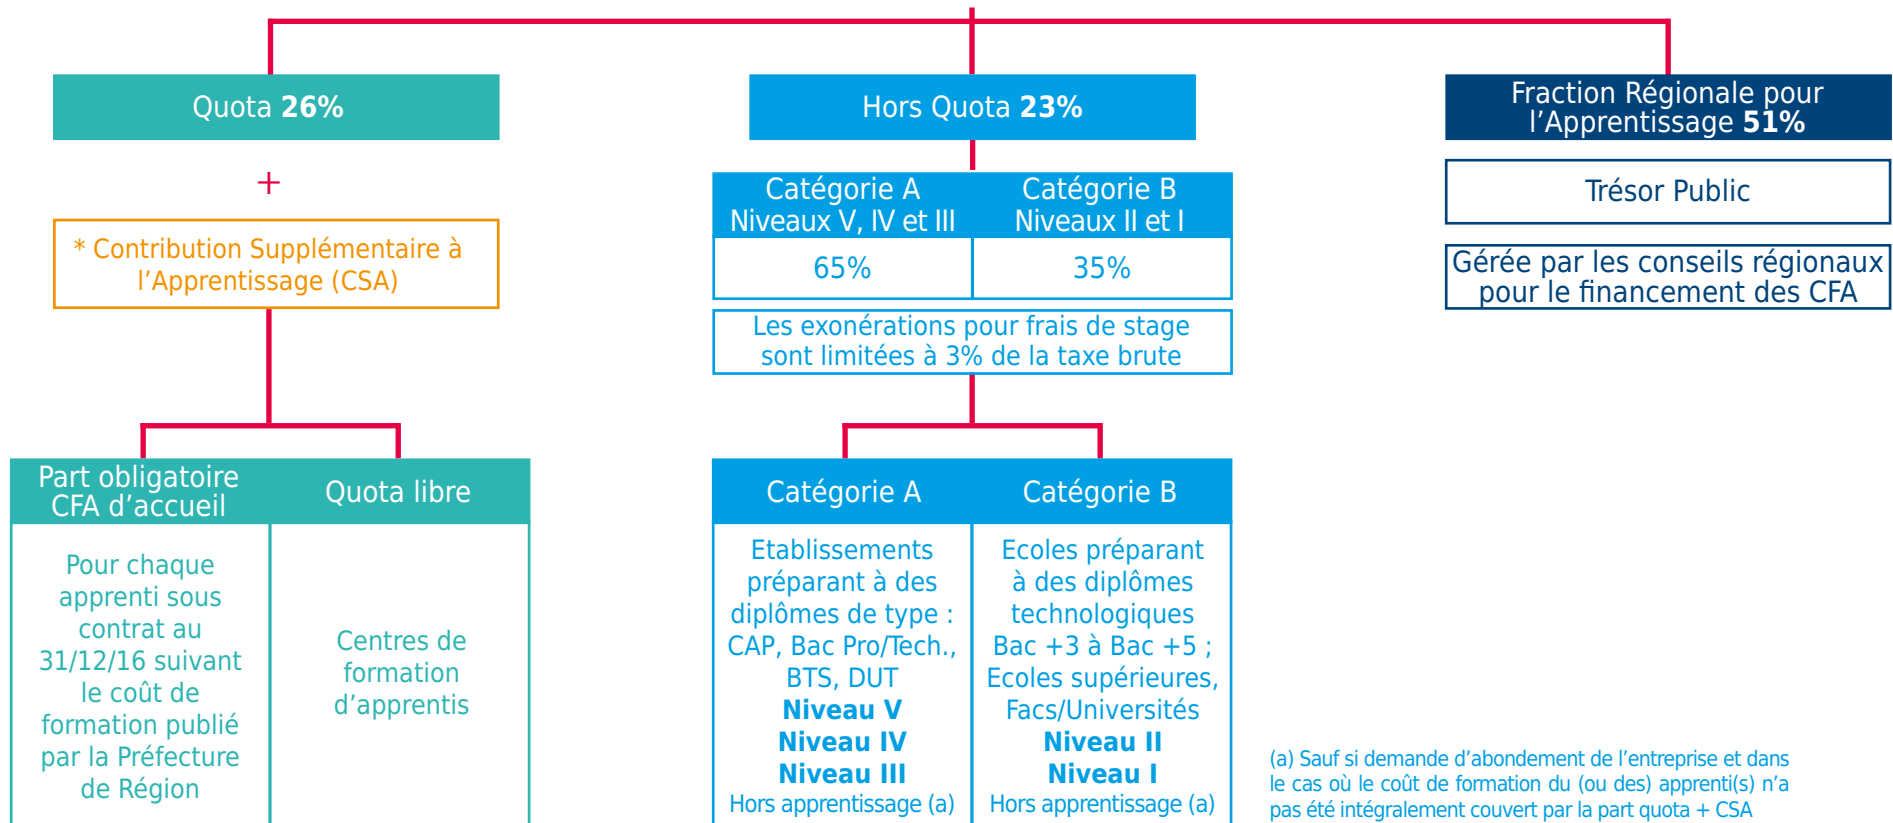 Quota 26%
+
* Contribution Supplémentaire à
l’Apprentissage (CSA)
Part obligatoire
CFA d’accueil
Pour chaque
apprenti sous
contrat au
31/12/16 suivant
le coût de
formation publié
par la Préfecture
de Région
Quota libre
Centres de
formation
d’apprentis
Hors Quota 23%
Catégorie A
Niveaux V, IV et III
65%
Catégorie B
Niveaux II et I
35%
Les exonérations pour frais de stage
sont limitées à 3% de la taxe brute
Catégorie A
Etablissements
préparant à des
diplômes de type :
CAP, Bac Pro/Tech.,
BTS, DUT
Niveau V
Niveau IV
Niveau III
Hors apprentissage (a)
Catégorie B
Ecoles préparant
à des diplômes
technologiques
Bac +3 à Bac +5 ;
Ecoles supérieures,
Facs/Universités
Niveau II
Niveau I
Hors apprentissage (a)
Fraction Régionale pour
l’Apprentissage 51%
Trésor Public
Gérée par les conseils régionaux
pour le financement des CFA
(a) Sauf si demande d’abondement de l’entreprise et dans
le cas où le coût de formation du (ou des) apprenti(s) n’a
pas été intégralement couvert par la part quota + CSA